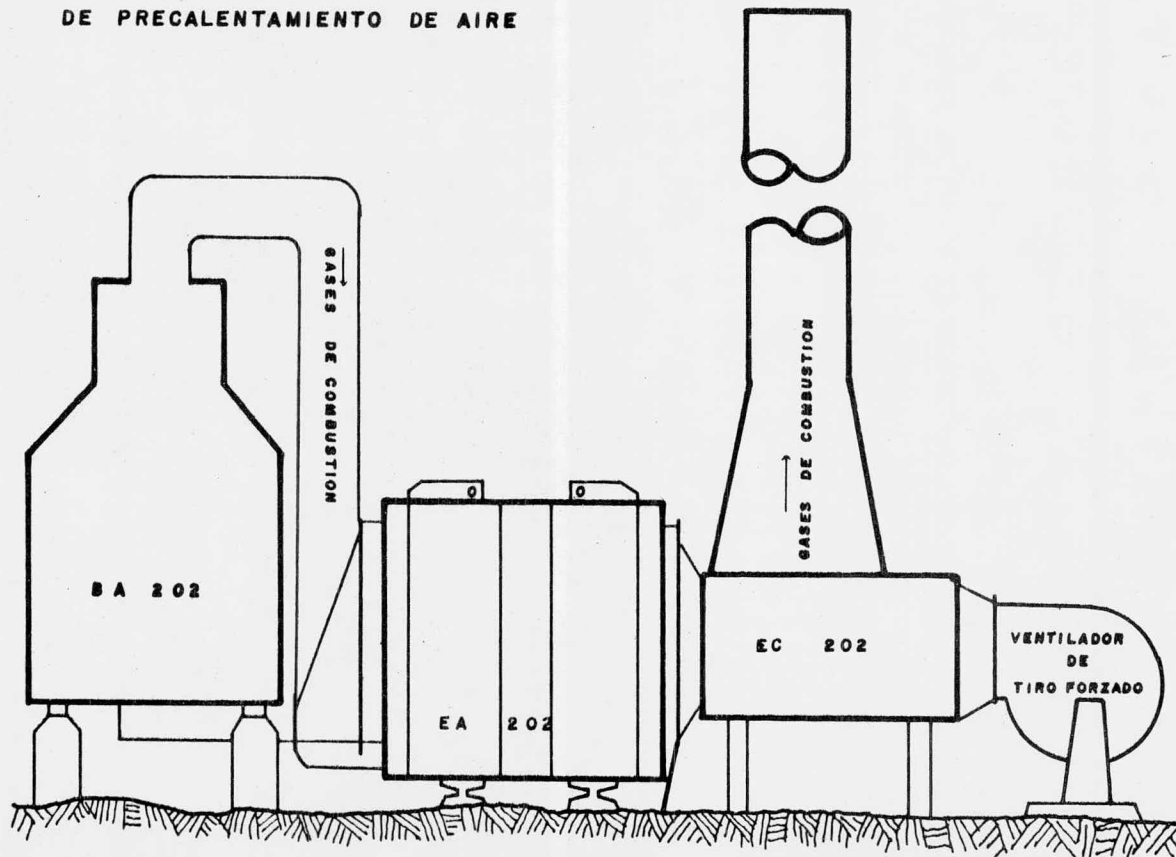 DE PRECALENTAMIENTO DE AIRE
GASES DE COMBUSTION
GASES DE COMBUSTION
BA 202
EA 202
EC 202
VENTILADOR
DE
TIRO FORZADO